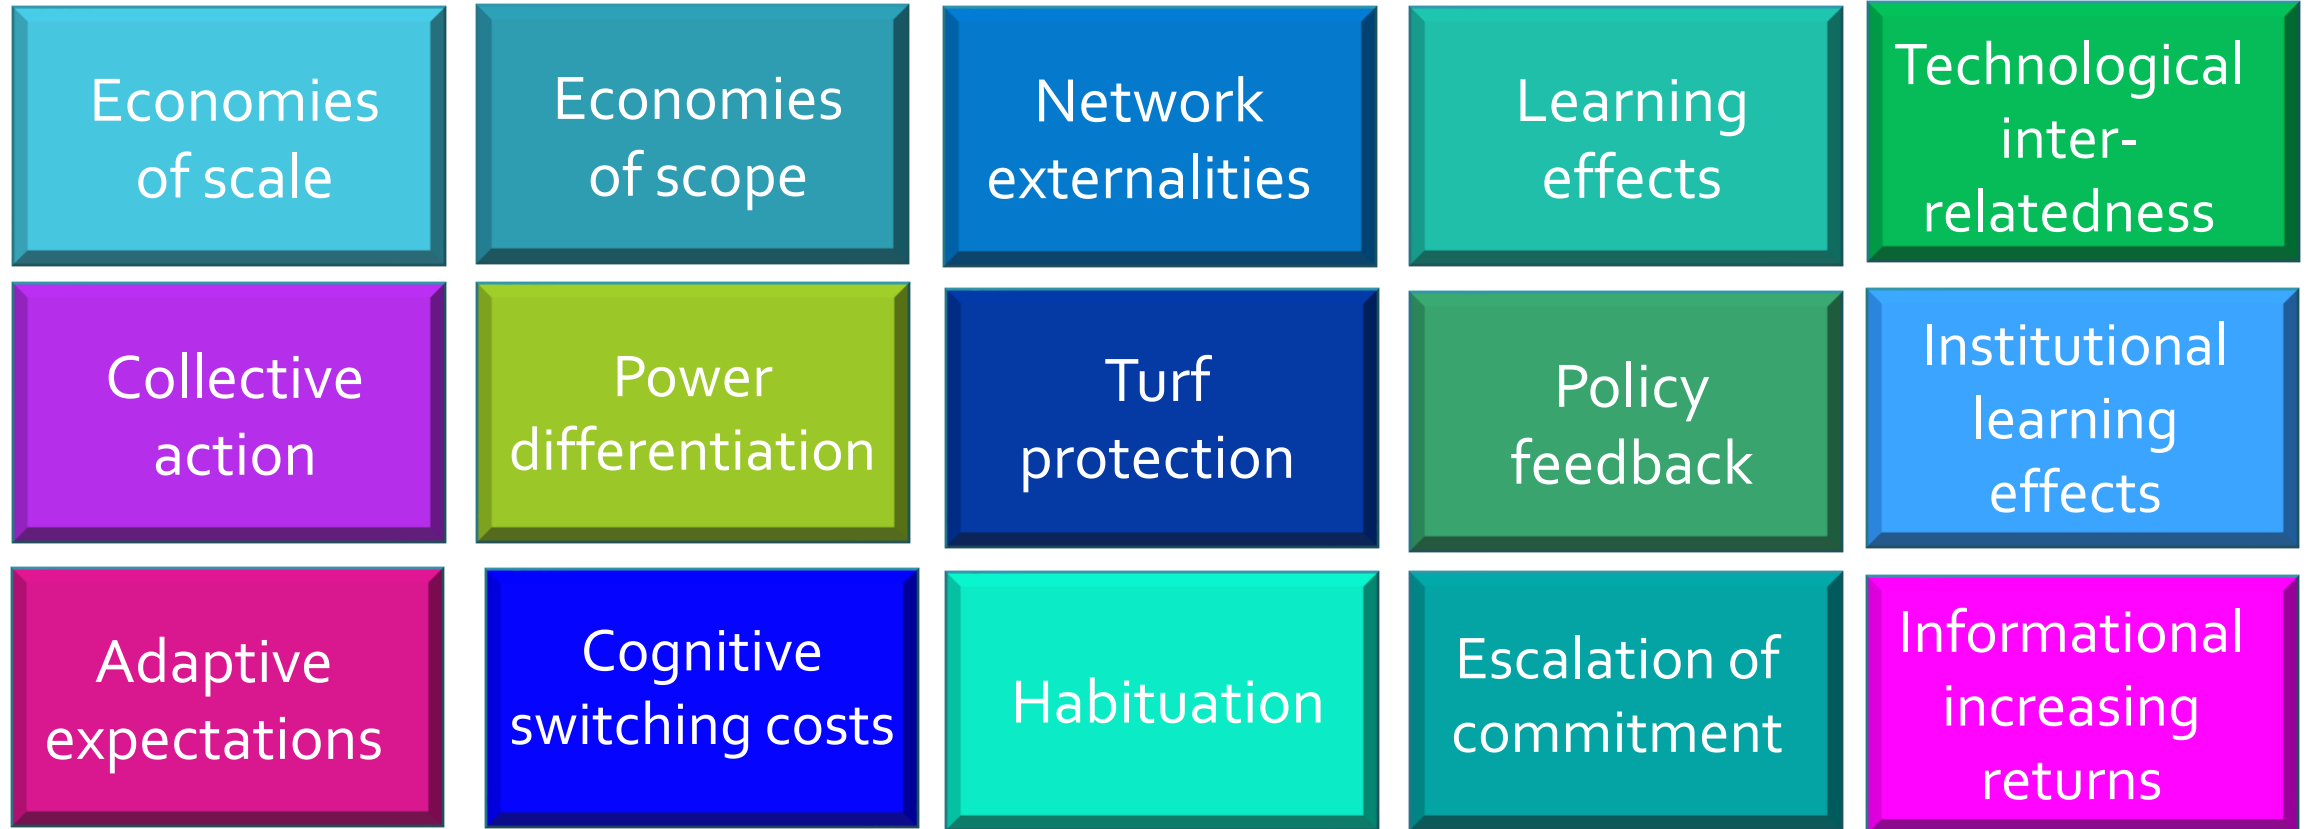 Economies
of scale
Economies
of scope
Network
externalities
Learning
effects
Technological
inter-
relatedness
Collective
action
Power
differentiation
Turf
protection
Policy
feedback
Institutional
learning
effects
Adaptive
expectations
Cognitive
switching costs
Habituation
Escalation of
commitment
Informational
increasing
returns